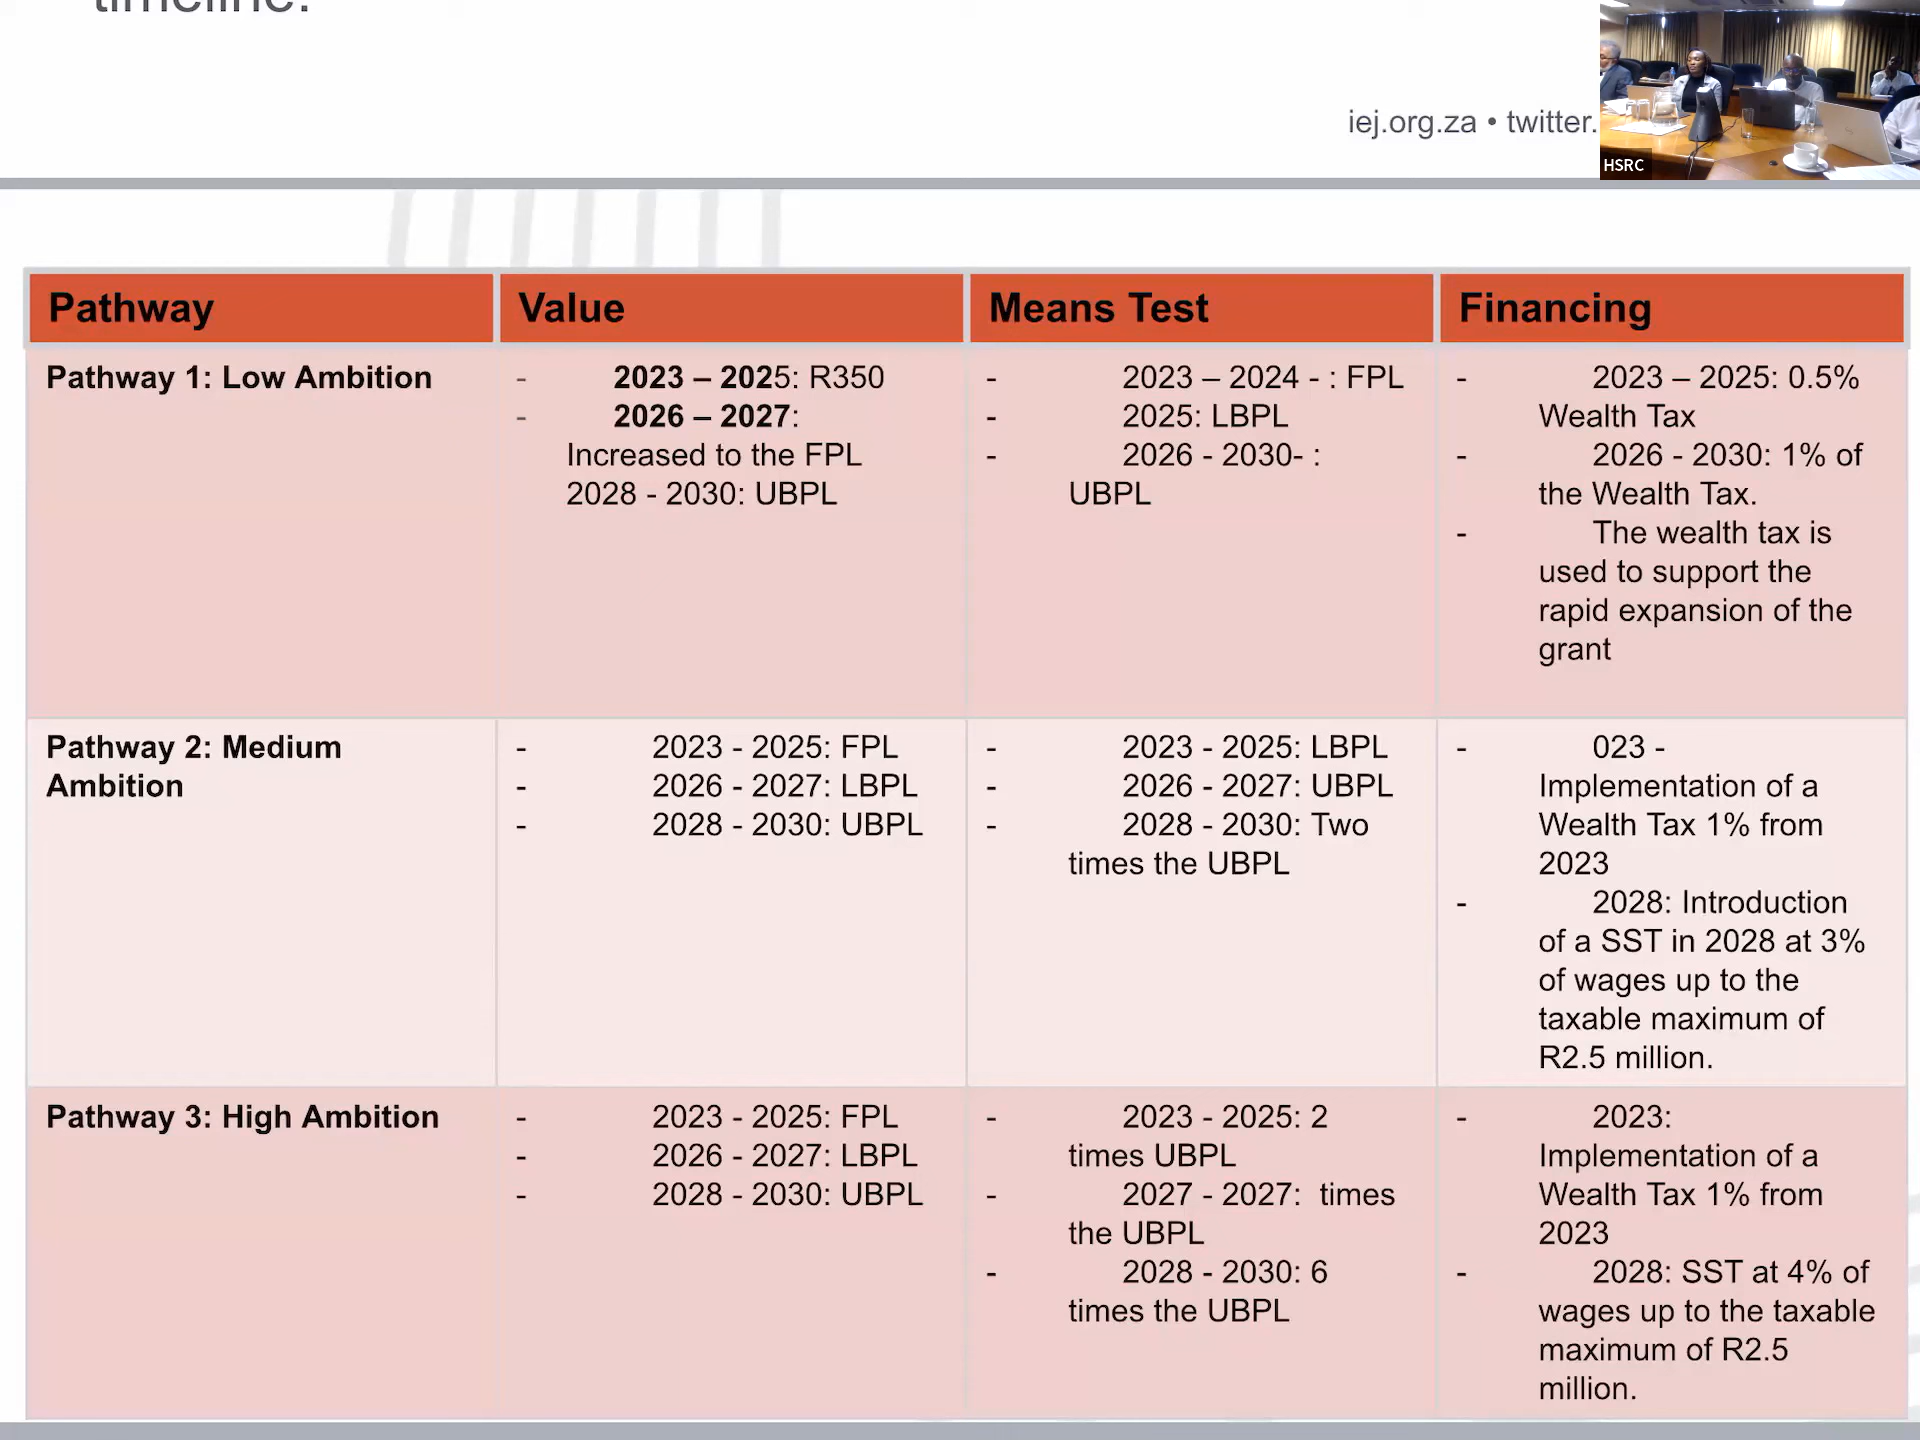 timeline.
iej.org.za • twitter.
HSRC
Pathway
Value
Means Test
Financing
Pathway 1: Low Ambition
- 2023 – 2025: R350
- 2026 – 2027:
Increased to the FPL
2028 - 2030: UBPL
- 2023 – 2024 - : FPL
- 2025: LBPL
- 2026 - 2030- :
UBPL
- 2023 – 2025: 0.5%
Wealth Tax
- 2026 - 2030: 1% of
the Wealth Tax.
- The wealth tax is
used to support the
rapid expansion of the
grant
Pathway 2: Medium
Ambition
- 2023 - 2025: FPL
- 2026 - 2027: LBPL
- 2028 - 2030: UBPL
- 2023 - 2025: LBPL
- 2026 - 2027: UBPL
- 2028 - 2030: Two
times the UBPL
- 023 -
Implementation of a
Wealth Tax 1% from
2023
- 2028: Introduction
of a SST in 2028 at 3%
of wages up to the
taxable maximum of
R2.5 million.
Pathway 3: High Ambition
- 2023 - 2025: FPL
- 2026 - 2027: LBPL
- 2028 - 2030: UBPL
- 2023 - 2025: 2
times UBPL
- 2027 - 2027:  times
the UBPL
- 2028 - 2030: 6
times the UBPL
- 2023:
Implementation of a
Wealth Tax 1% from
2023
- 2028: SST at 4% of
wages up to the taxable
maximum of R2.5
million.